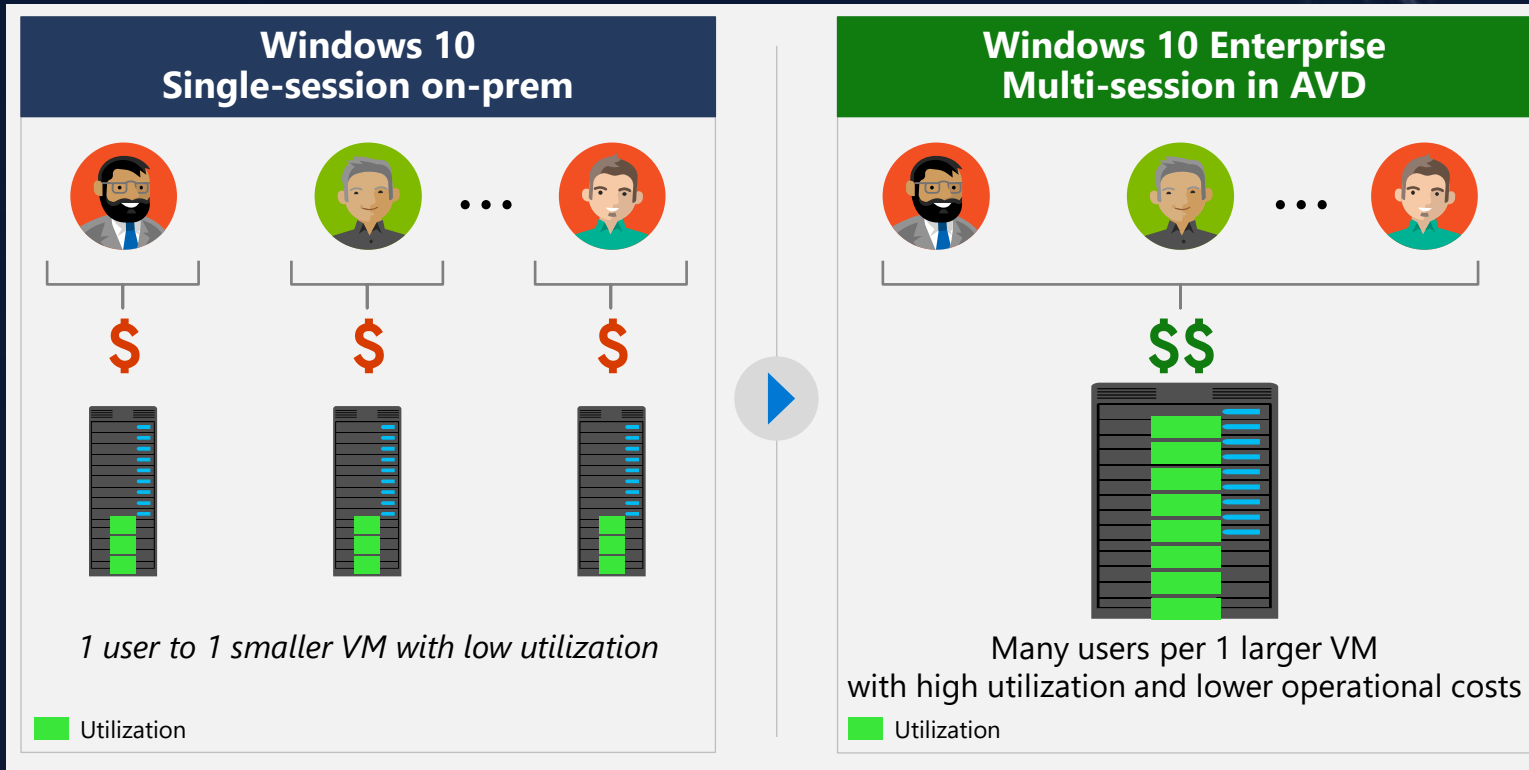 Windows 10
Single-session on-prem
$
$
$
1 user to 1 smaller VM with low utilization
Utilization
Windows 10 Enterprise
Multi-session in AVD
$$
Many users per 1 larger VM
with high utilization and lower operational costs
Utilization